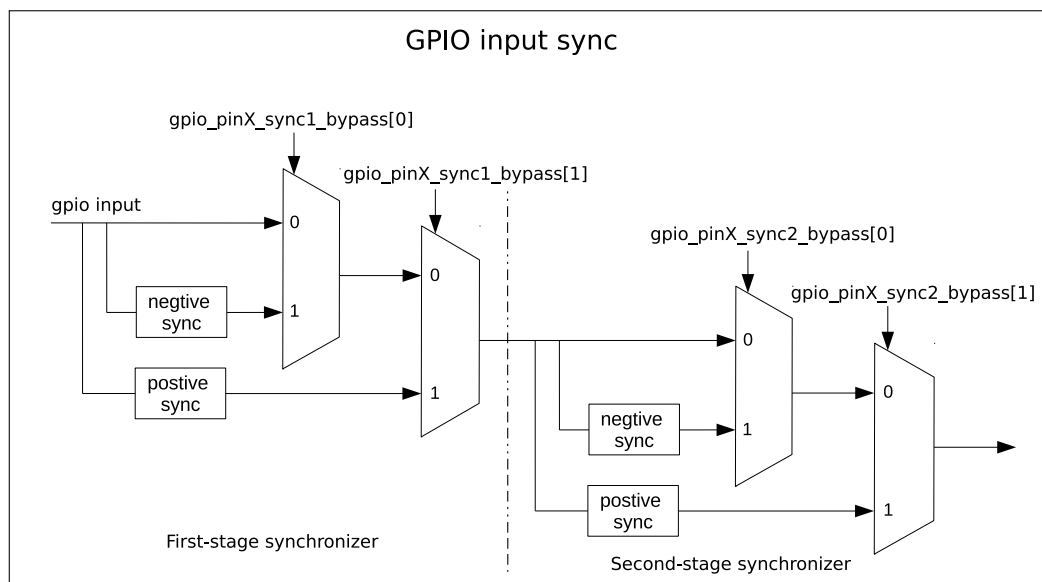 GPIO input sync
gpio_pinX_sync1_bypass[0]
gpio_pinX_sync1_bypass[1]
gpio input
0
0
negtive
sync
1
postive
sync
1
First-stage synchronizer
gpio_pinX_sync2_bypass[0]
gpio_pinX_sync2_bypass[1]
0
0
negtive
sync
1
postive
sync
1
Second-stage synchronizer